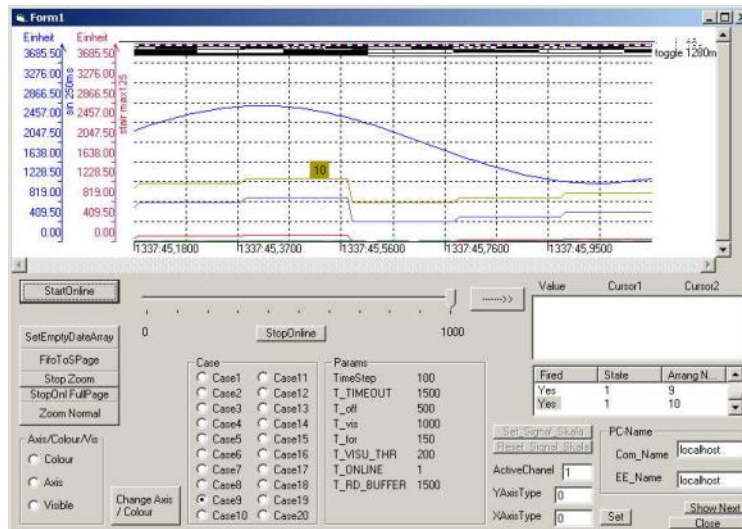 Form1
Einheit Einheit
3685.50 3685.50
3276.00 3276.00
2866.50 2866.50
2457.00 2457.00
2047.50 2047.50
1638.00 1638.00
1228.50 1228.50
819.00 819.00
409.50 409.50
0.00 0.00
sin 250ms
stair max125
toggle 1280m
10
1337:45,1800 1337:45,3700 1337:45,5600 1337:45,7600 1337:45,9500
StartOnline
0 StopOnline 1000
------>>
Value Cursor1 Cursor2
SetEmptyDateArray
FifoToSPage
Stop Zoom
StopOnl FullPage
Zoom Normal
Axis/Colour/Vis
Colour
Axis
Visible
Change Axis
/ Colour
Case
Case1 Case11
Case2 Case12
Case3 Case13
Case4 Case14
Case5 Case15
Case6 Case16
Case7 Case17
Case8 Case18
Case9 Case19
Case10 Case20
Params
TimeStep 100
T_TIMEOUT 1500
T_off 500
T_vis 1000
T_lor 150
T_VISU_THR 200
T_ONLINE 1
T_RD_BUFFER 1500
Fired State Arrang N...
Yes 1 9
Yes 1 10
Set_Signal_Skala
Reset_Signal_Skala
ActiveChanel 1
YAxisType 0
XAxisType 0
Set
PC-Name
Com_Name localhost
EE_Name localhost
Show Next
Close